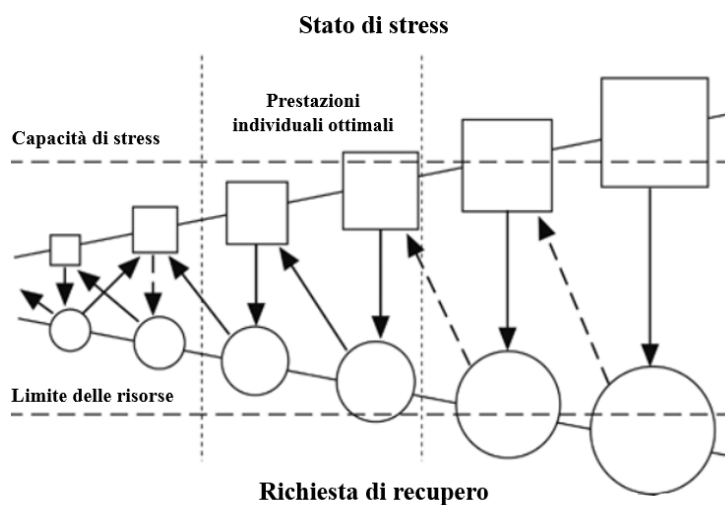 Stato di stress
Prestazioni
individuali ottimali
Capacità di stress
Limite delle risorse
Richiesta di recupero